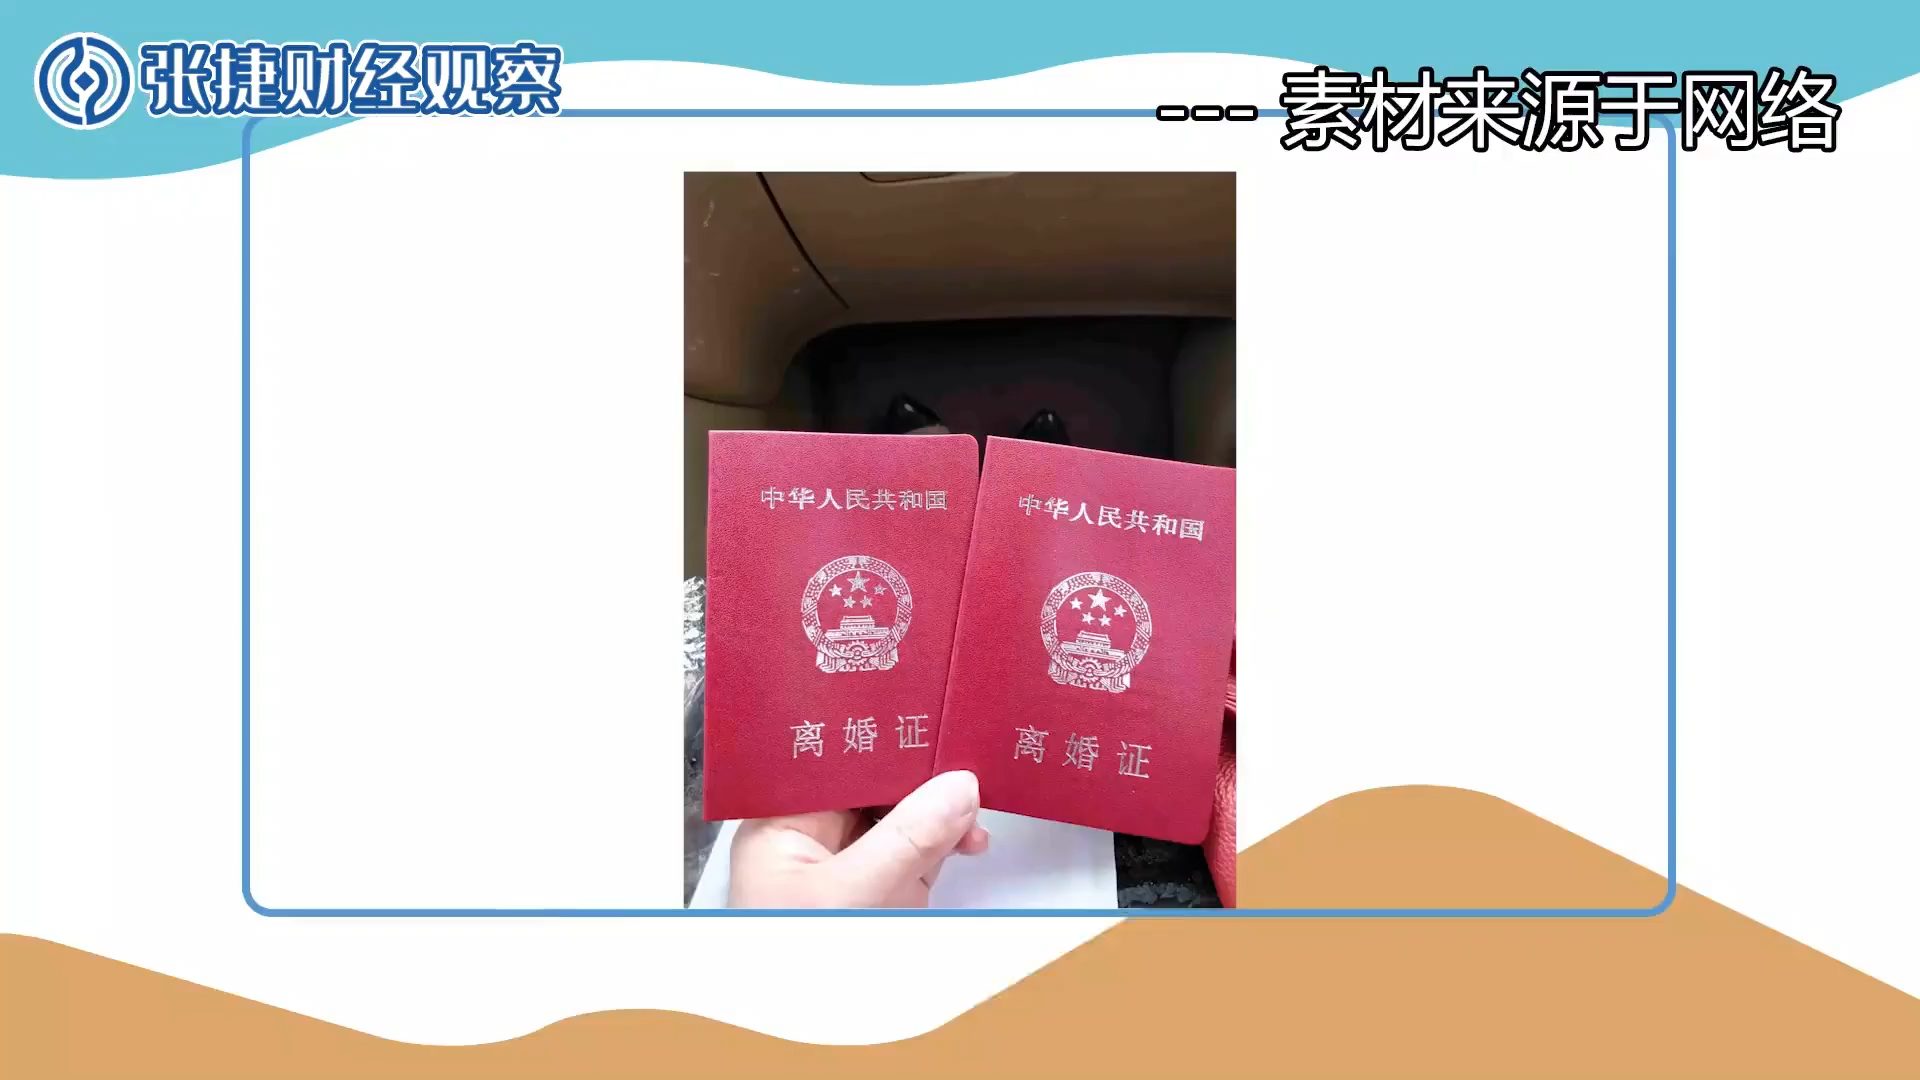 张捷财经观察
--- 素材来源于网络
中华人民共和国
离婚证
中华人民共和国
离婚证